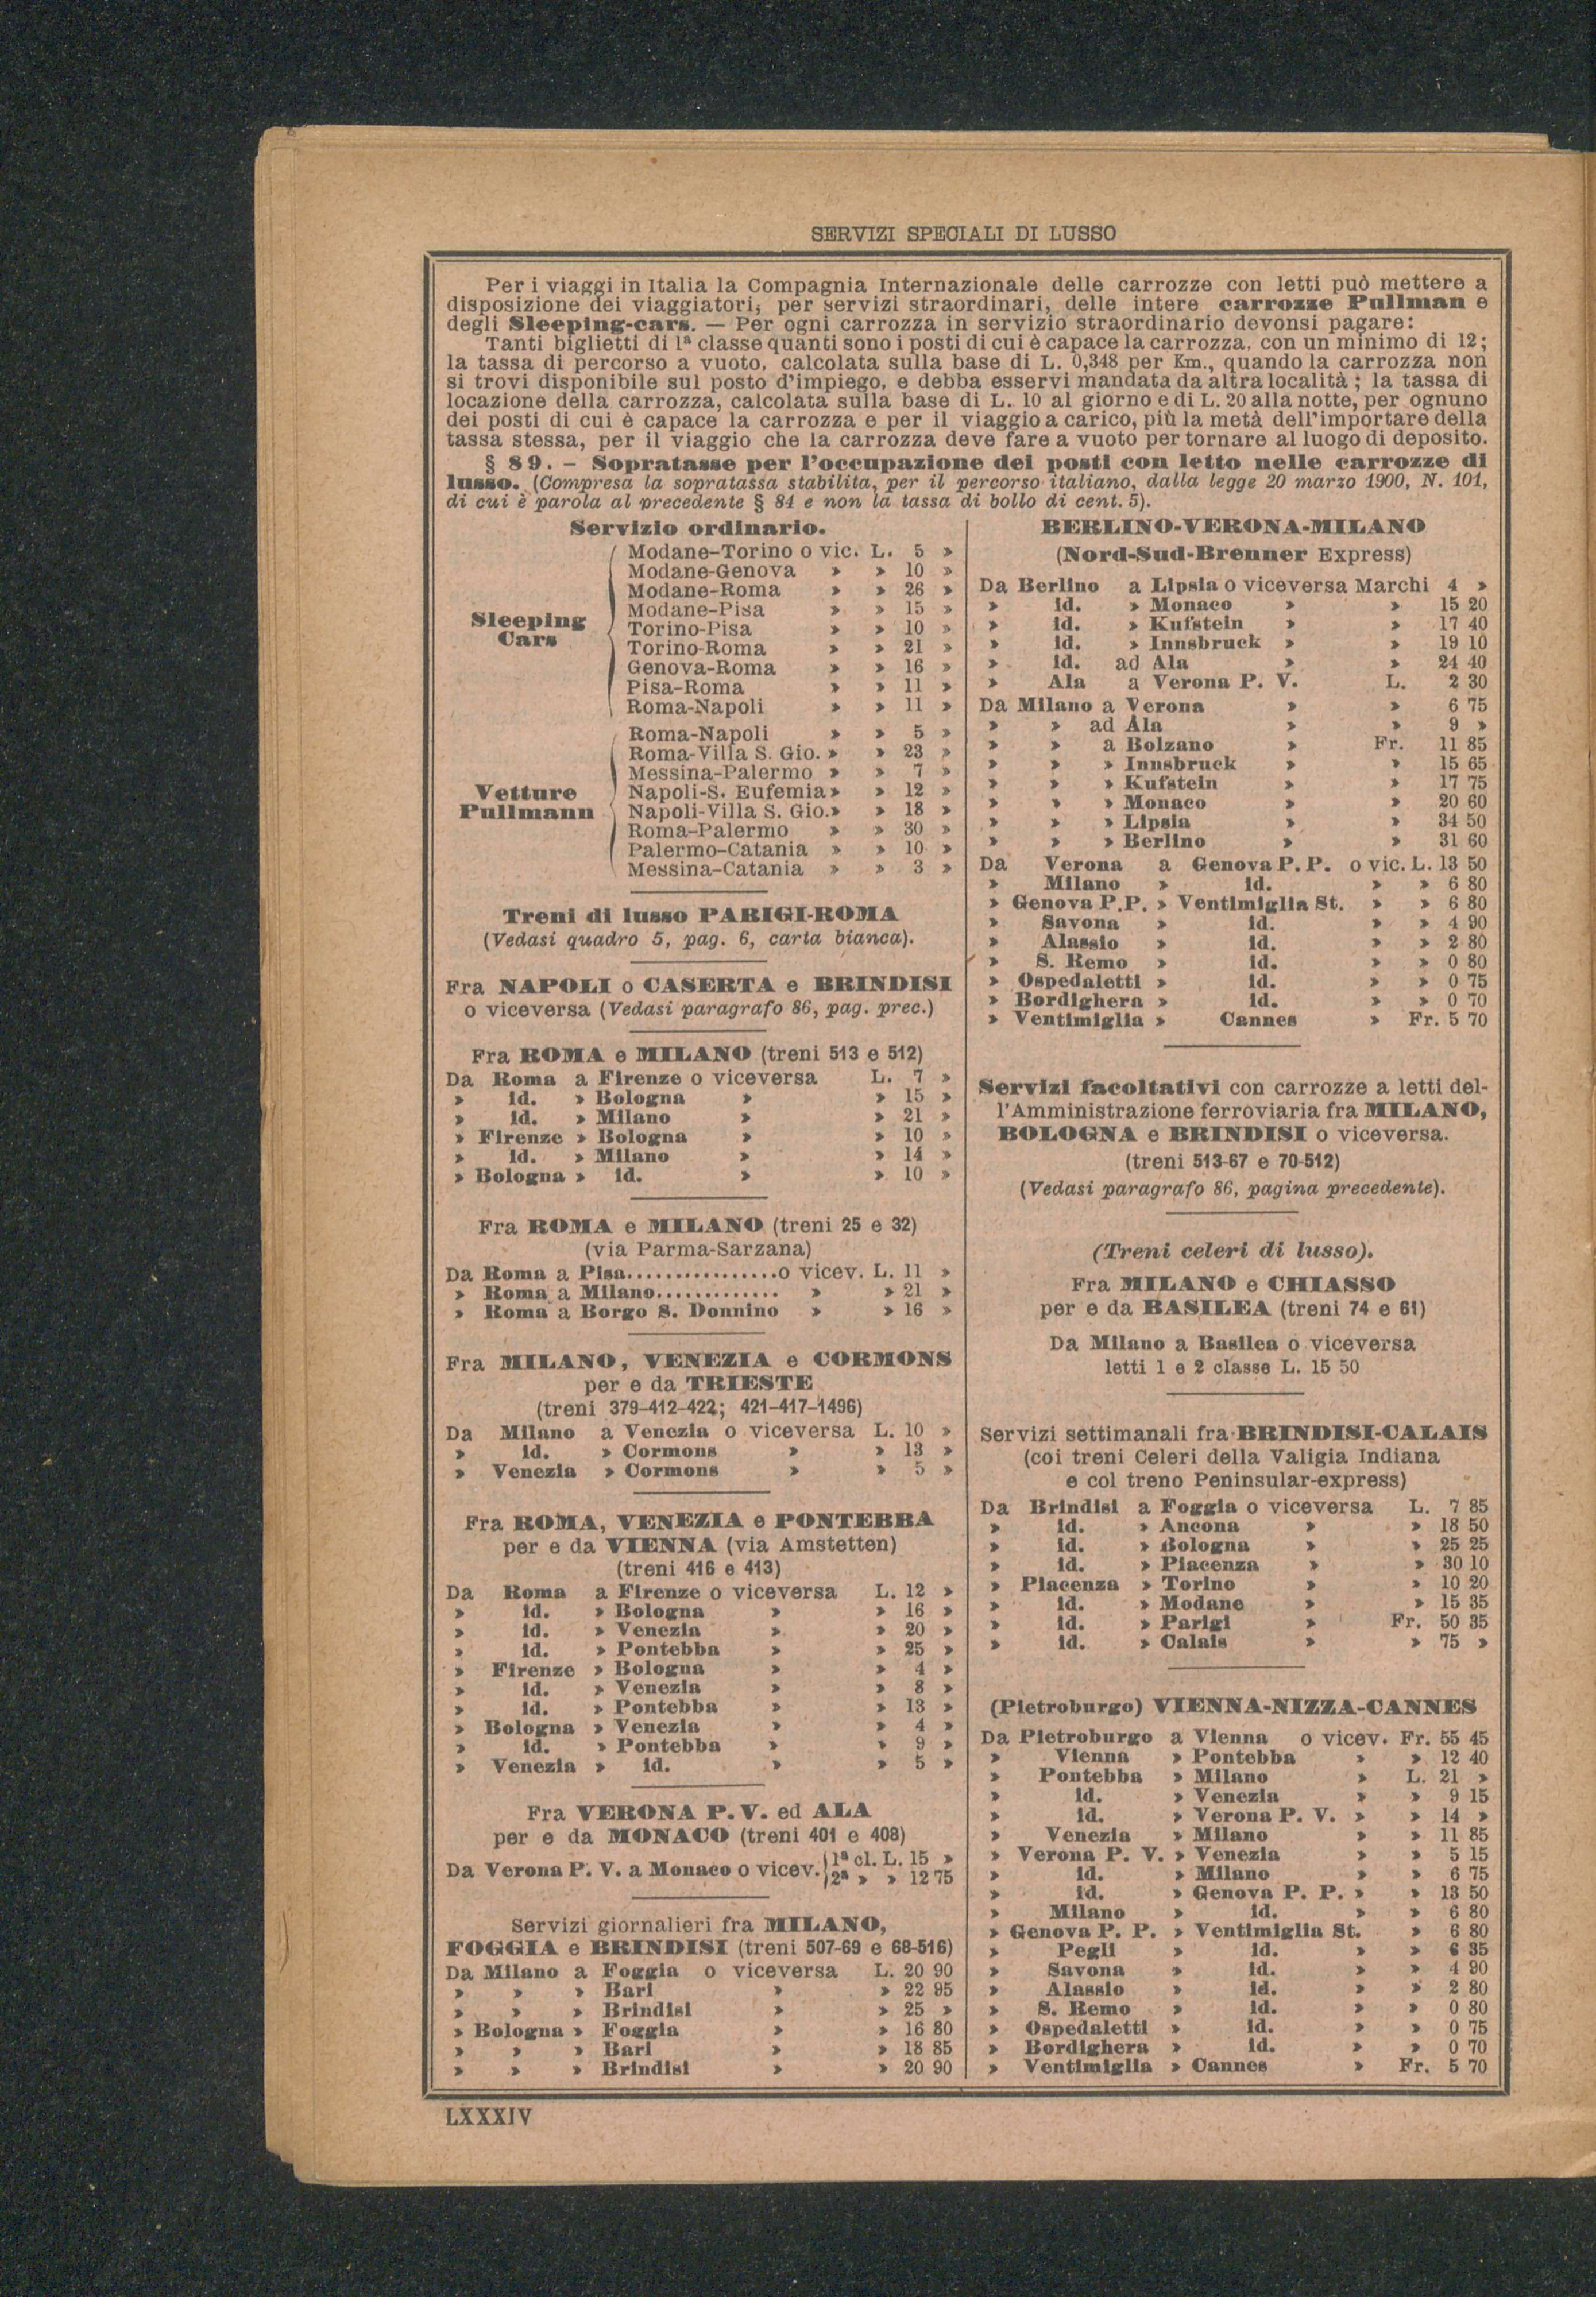 SERVIZI SPECIALI DI LUSSO
Per i viaggi in Italia la Compagnia Internazionale delle carrozze con letti può mettere a
disposizione dei viaggiatori, per servizi straordinari, delle intere carrozze Pullman e
degli Sleeping-cars. — Per ogni carrozza in servizio straordinario devonsi pagare:
Tanti biglietti di 1ª classe quanti sono i posti di cui è capace la carrozza, con un minimo di 12;
la tassa di percorso a vuoto, calcolata sulla base di L. 0,348 per Km., quando la carrozza non
si trovi disponibile sul posto d'impiego, e debba esservi mandata da altra località; la tassa di
locazione della carrozza, calcolata sulla base di L. 10 al giorno e di L. 20 alla notte, per ognuno
dei posti di cui è capace la carrozza e per il viaggio a carico, più la metà dell'importare della
tassa stessa, per il viaggio che la carrozza deve fare a vuoto per tornare al luogo di deposito.
§ 89. – Sopratasse per l'occupazione dei posti con letto nelle carrozze di
lusso. (Compresa la sopratassa stabilita, per il percorso italiano, dalla legge 20 marzo 1900, N. 101,
di cui è parola al precedente § 84 e non la tassa di bollo di cent. 5).
Servizio ordinario.
Sleeping
Cars
Modane-Torino o vic. L. 5 »
Modane-Genova » » 10 »
Modane-Roma » » 26 »
Modane-Pisa » » 15 »
Torino-Pisa » » 10 »
Torino-Roma » » 21 »
Genova-Roma » » 16 »
Pisa-Roma » » 11 »
Roma-Napoli » » 11 »
Vetture
Pullmann
Roma-Napoli » » 5 »
Roma-Villa S. Gio. » » 23 »
Messina-Palermo » » 7 »
Napoli-S. Eufemia » » 12 »
Napoli-Villa S. Gio. » » 18 »
Roma-Palermo » » 30 »
Palermo-Catania » » 10 »
Messina-Catania » » 3 »
Treni di lusso PARIGI-ROMA
(Vedasi quadro 5, pag. 6, carta bianca).
Fra NAPOLI o CASERTA e BRINDISI
o viceversa (Vedasi paragrafo 86, pag. prec.)
Fra ROMA e MILANO (treni 513 e 512)
Da Roma a Firenze o viceversa L. 7 »
» id. » Bologna » » 15 »
» id. » Milano » » 21 »
» Firenze » Bologna » » 10 »
» id. » Milano » » 14 »
» Bologna » id. » » 10 »
Fra ROMA e MILANO (treni 25 e 32)
(via Parma-Sarzana)
Da Roma a Pisa................o vicev. L. 11 »
» Roma a Milano............. » » 21 »
» Roma a Borgo S. Donnino » » 16 »
Fra MILANO, VENEZIA e CORMONS
per e da TRIESTE
(treni 379-412-422; 421-417-1496)
Da Milano a Venezia o viceversa L. 10 »
» id. » Cormons » » 13 »
» Venezia » Cormons » » 5 »
Fra ROMA, VENEZIA e PONTEBBA
per e da VIENNA (via Amstetten)
(treni 416 e 413)
Da Roma a Firenze o viceversa L. 12 »
» id. » Bologna » » 16 »
» id. » Venezia » » 20 »
» id. » Pontebba » » 25 »
» Firenze » Bologna » » 4 »
» id. » Venezia » » 8 »
» id. » Pontebba » » 13 »
» Bologna » Venezia » » 4 »
» id. » Pontebba » » 9 »
» Venezia » id. » » 5 »
Fra VERONA P. V. ed ALA
per e da MONACO (treni 401 e 408)
Da Verona P. V. a Monaco o vicev. 1ª cl. L. 15 »
2ª » » 12 75
Servizi giornalieri fra MILANO,
FOGGIA e BRINDISI (treni 507-69 e 68-516)
Da Milano a Foggia o viceversa L. 20 90
» » » Bari » » 22 95
» » » Brindisi » » 25 »
» Bologna » Foggia » » 16 80
» » » Bari » » 18 85
» » » Brindisi » » 20 90
BERLINO-VERONA-MILANO
(Nord-Sud-Brenner Express)
Da Berlino a Lipsia o viceversa Marchi 4 »
» id. » Monaco » » 15 20
» id. » Kufstein » » 17 40
» id. » Innsbruck » » 19 10
» id. ad Ala » » 24 40
» Ala a Verona P. V. L. 2 30
Da Milano a Verona » » 6 75
» » ad Ala » » 9 »
» » a Bolzano » Fr. 11 85
» » » Innsbruck » » 15 65
» » » Kufstein » » 17 75
» » » Monaco » » 20 60
» » » Lipsia » » 34 50
» » » Berlino » » 31 60
Da Verona a Genova P. P. o vic. L. 13 50
» Milano » id. » » 6 80
» Genova P.P. » Ventimiglia St. » » 6 80
» Savona » id. » » 4 90
» Alassio » id. » » 2 80
» S. Remo » id. » » 0 80
» Ospedaletti » id. » » 0 75
» Bordighera » id. » » 0 70
» Ventimiglia » Cannes » Fr. 5 70
Servizi facoltativi con carrozze a letti del-
l'Amministrazione ferroviaria fra MILANO,
BOLOGNA e BRINDISI o viceversa.
(treni 513-67 e 70-512)
(Vedasi paragrafo 86, pagina precedente).
(Treni celeri di lusso).
Fra MILANO e CHIASSO
per e da BASILEA (treni 74 e 61)
Da Milano a Basilea o viceversa
letti 1 e 2 classe L. 15 50
Servizi settimanali fra BRINDISI-CALAIS
(coi treni Celeri della Valigia Indiana
e col treno Peninsular-express)
Da Brindisi a Foggia o viceversa L. 7 85
» id. » Ancona » » 18 50
» id. » Bologna » » 25 25
» id. » Piacenza » » 30 10
» Piacenza » Torino » » 10 20
» id. » Modane » » 15 35
» id. » Parigi » Fr. 50 35
» id. » Calais » » 75 »
(Pietroburgo) VIENNA-NIZZA-CANNES
Da Pietroburgo a Vienna o vicev. Fr. 55 45
» Vienna » Pontebba » » 12 40
» Pontebba » Milano » L. 21 »
» id. » Venezia » » 9 15
» id. » Verona P. V. » » 14 »
» Venezia » Milano » » 11 85
» Verona P. V. » Venezia » » 5 15
» id. » Milano » » 6 75
» id. » Genova P. P. » » 13 50
» Milano » id. » » 6 80
» Genova P. P. » Ventimiglia St. » 6 80
» Pegli » id. » » 6 35
» Savona » id. » » 4 90
» Alassio » id. » » 2 80
» S. Remo » id. » » 0 80
» Ospedaletti » id. » » 0 75
» Bordighera » id. » » 0 70
» Ventimiglia » Cannes » Fr. 5 70
LXXXIV